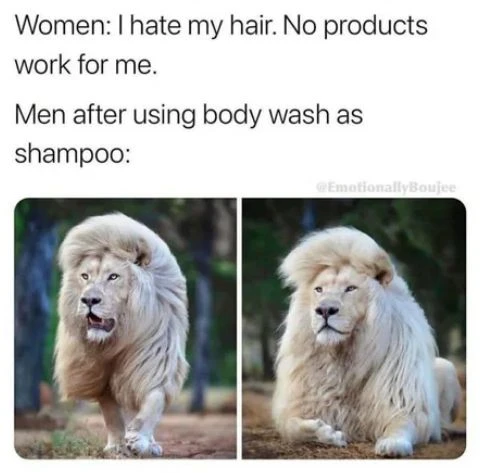 Women: I hate my hair. No products
work for me.
Men after using body wash as
shampoo:
@EmotionallyBoujee